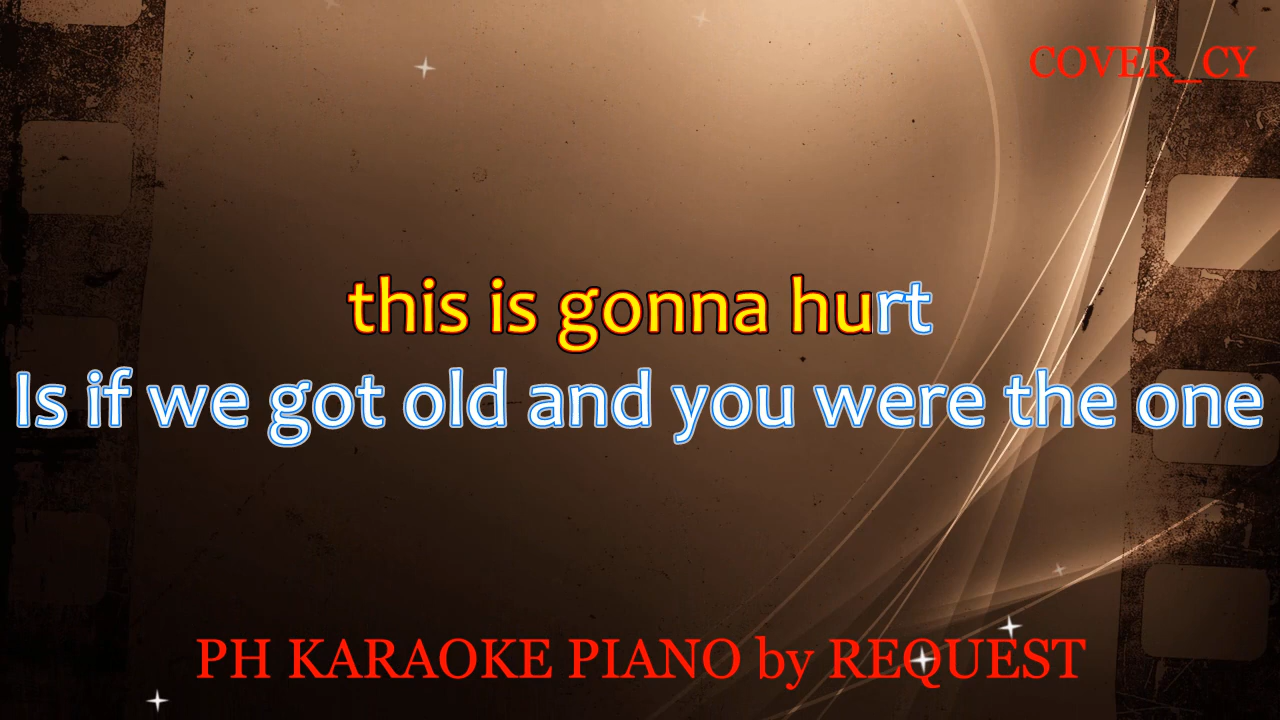 COVER_CY
this is gonna hurt
Is if we got old and you were the one
PH KARAOKE PIANO by REQUEST